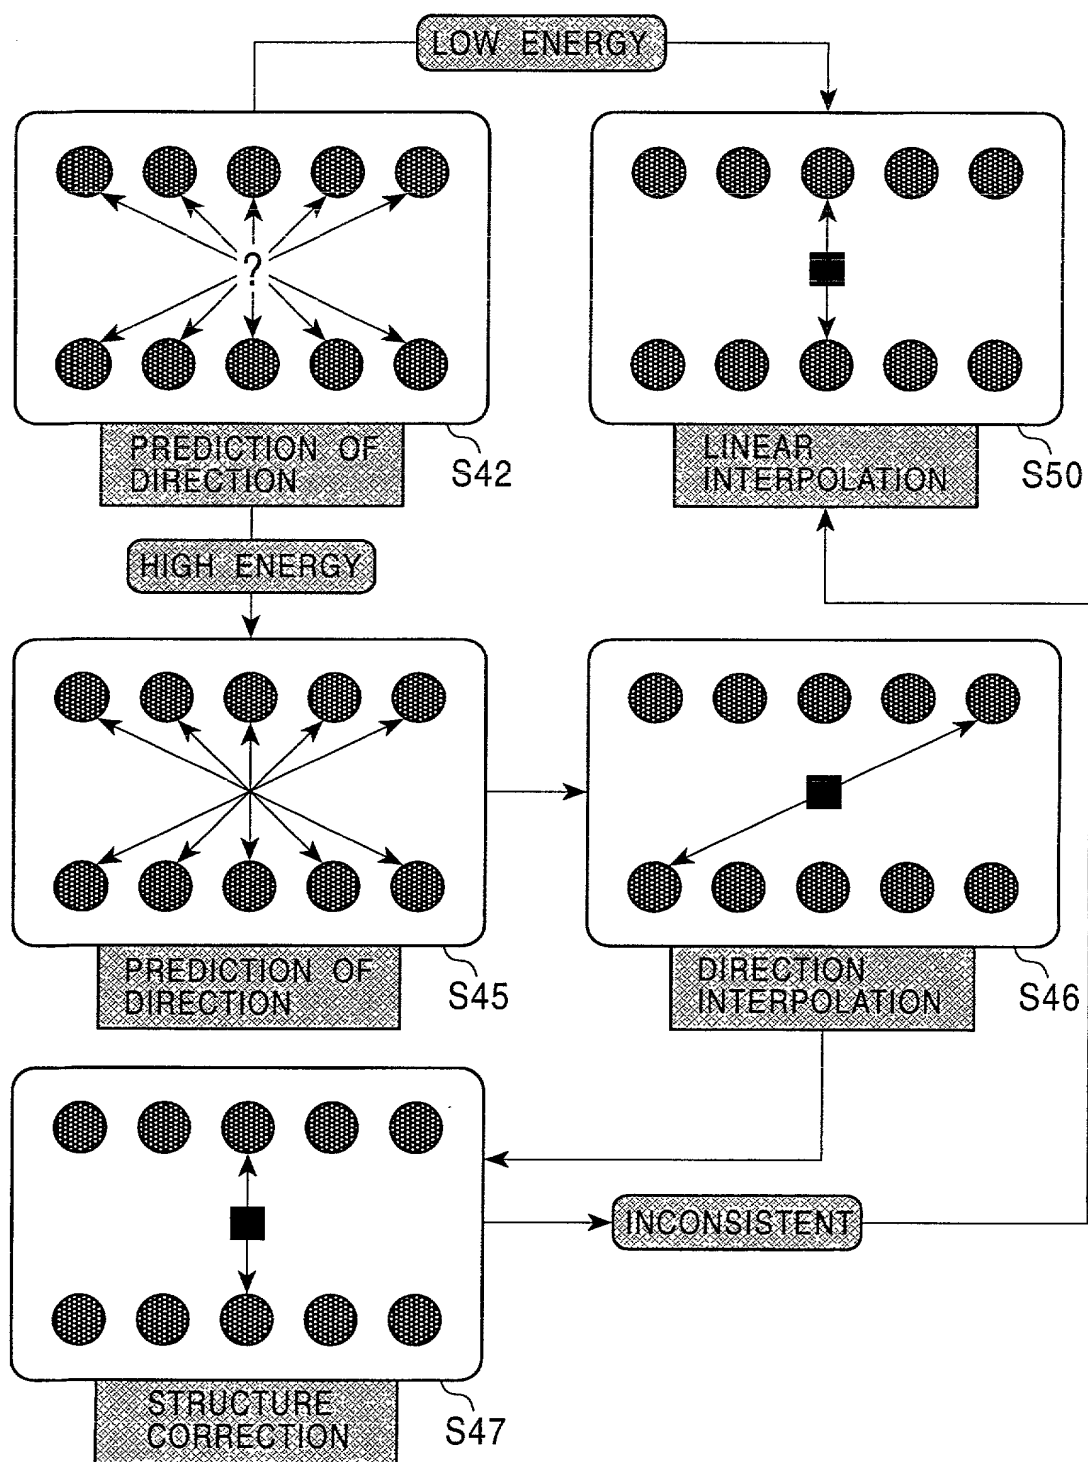 LOW ENERGY
?
PREDICTION OF
DIRECTION
S42
LINEAR
INTERPOLATION
S50
HIGH ENERGY
PREDICTION OF
DIRECTION
S45
DIRECTION
INTERPOLATION
S46
INCONSISTENT
STRUCTURE
CORRECTION
S47